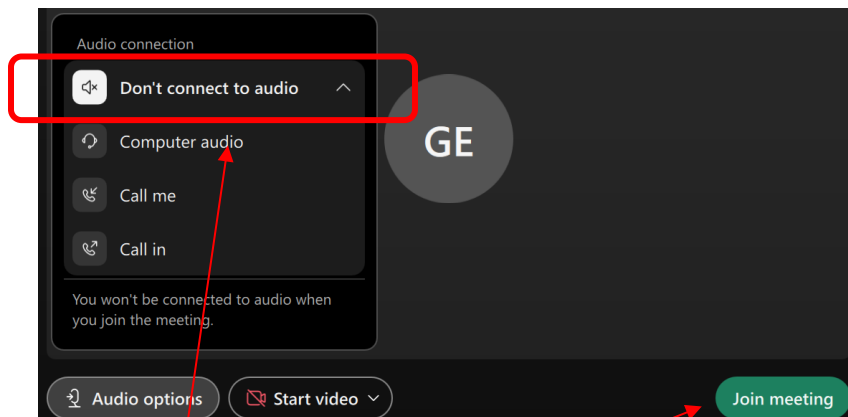 Audio connection
Don't connect to audio
Computer audio
GE
Call me
Call in
You won't be connected to audio when
you join the meeting.
Audio options
Start video
Join meeting